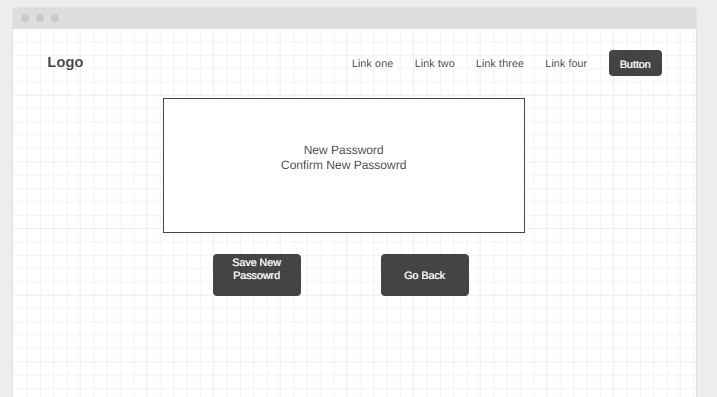 Logo
Link one Link two Link three Link four Button
New Password
Confirm New Passowrd
Save New
Passowrd
Go Back